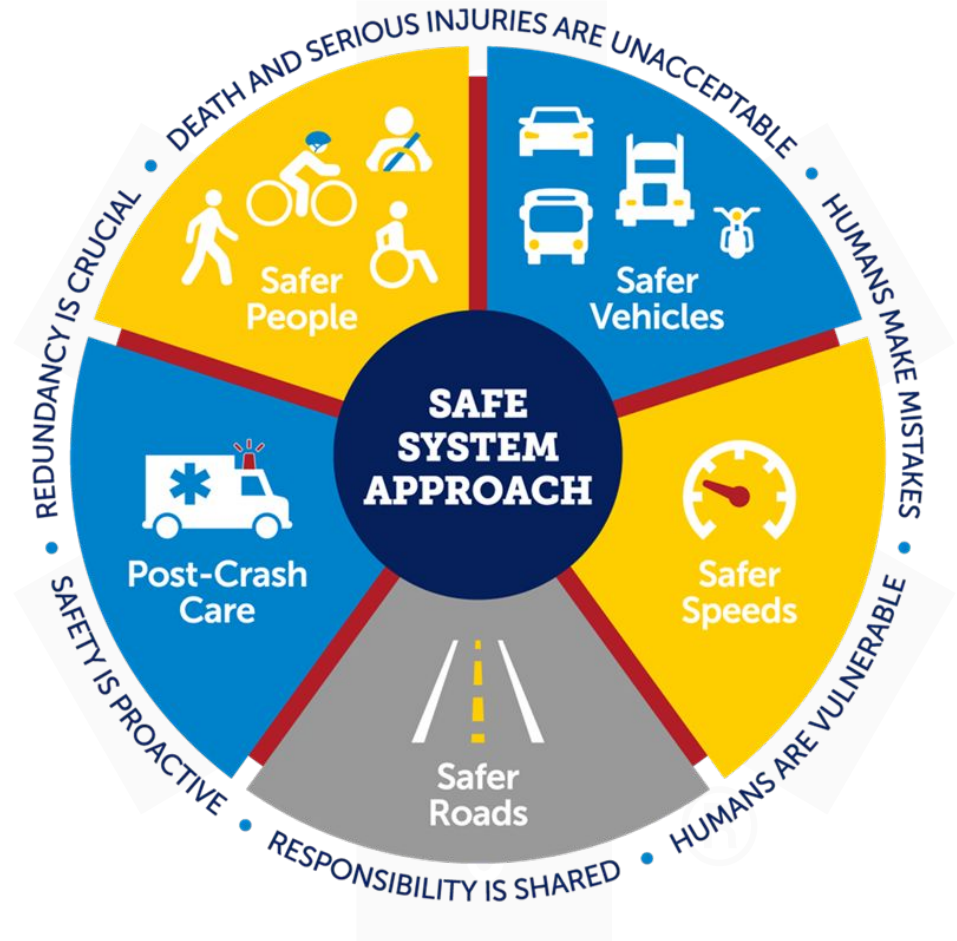 DEATH AND SERIOUS INJURIES ARE UNACCEPTABLE
HUMANS MAKE MISTAKES
HUMANS ARE VULNERABLE
RESPONSIBILITY IS SHARED
SAFETY IS PROACTIVE
REDUNDANCY IS CRUCIAL
Safer
People
Safer
Vehicles
SAFE
SYSTEM
APPROACH
Post-Crash
Care
Safer
Speeds
Safer
Roads